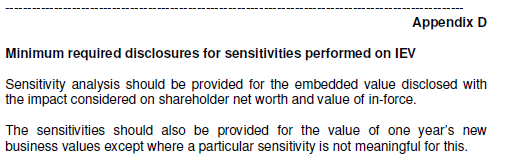 Appendix D
Minimum required disclosures for sensitivities performed on IEV
Sensitivity analysis should be provided for the embedded value disclosed with
the impact considered on shareholder net worth and value of in-force.
The sensitivities should also be provided for the value of one year's new
business values except where a particular sensitivity is not meaningful for this.